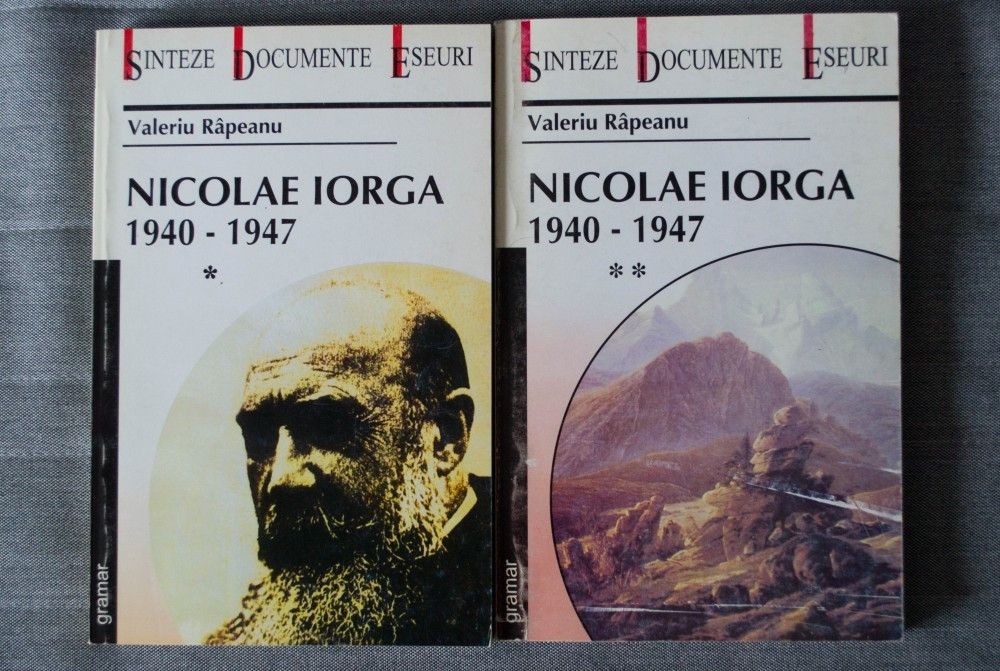 SINTEZE DOCUMENTE ESEURI
Valeriu Râpeanu
NICOLAE IORGA
1940 - 1947
*
gramar
SINTEZE DOCUMENTE ESEURI
Valeriu Râpeanu
NICOLAE IORGA
1940 - 1947
**
gramar